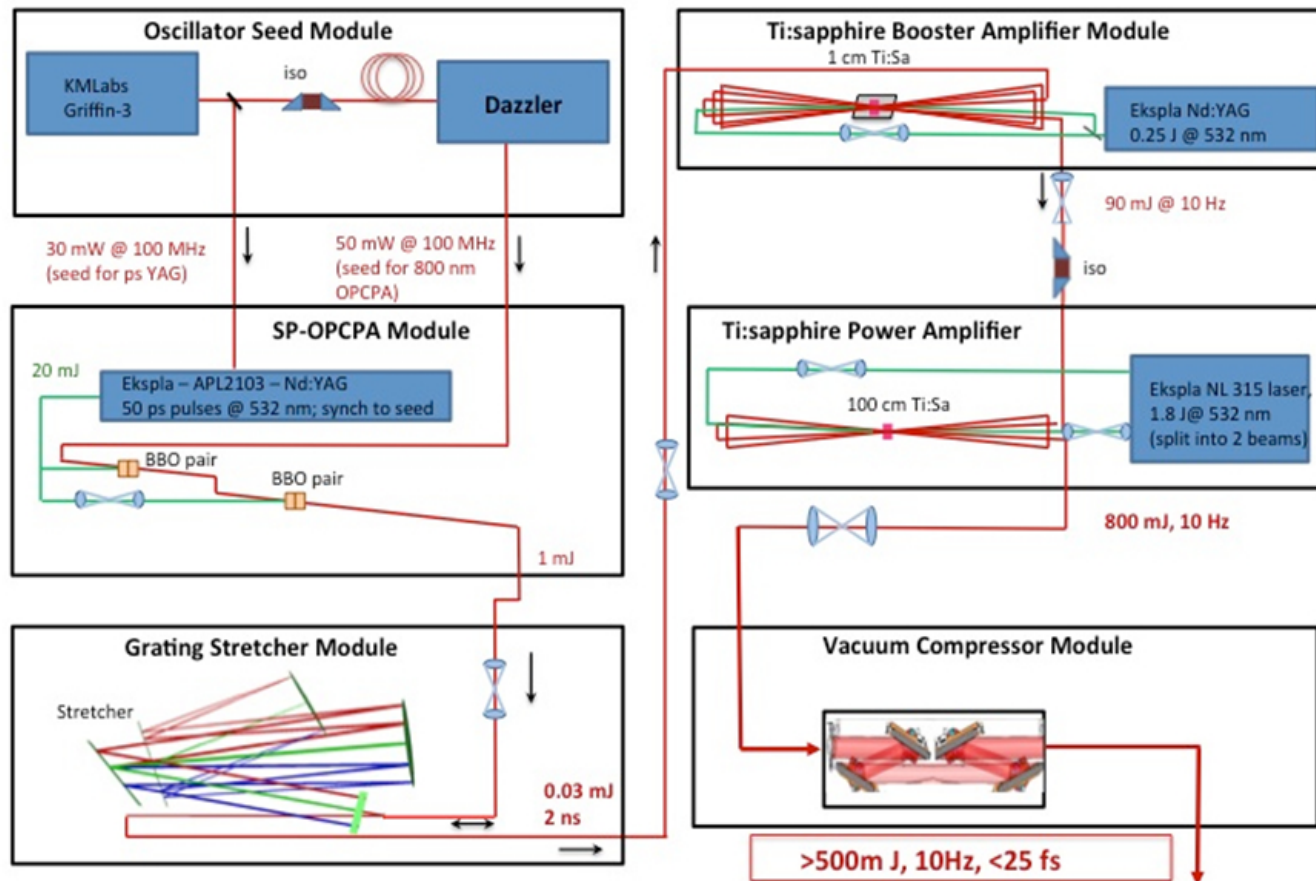 Oscillator Seed Module
KMLabs
Griffin-3
iso
Dazzler
30 mW @ 100 MHz
(seed for ps YAG)
50 mW @ 100 MHz
(seed for 800 nm
OPCPA)
SP-OPCPA Module
20 mJ
Ekspla – APL2103 – Nd:YAG
50 ps pulses @ 532 nm; synch to seed
BBO pair
BBO pair
1 mJ
Grating Stretcher Module
Stretcher
0.03 mJ
2 ns
Ti:sapphire Booster Amplifier Module
1 cm Ti:Sa
Ekspla Nd:YAG
0.25 J @ 532 nm
90 mJ @ 10 Hz
iso
Ti:sapphire Power Amplifier
100 cm Ti:Sa
Ekspla NL 315 laser,
1.8 J@ 532 nm
(split into 2 beams)
800 mJ, 10 Hz
Vacuum Compressor Module
>500m J, 10Hz, <25 fs